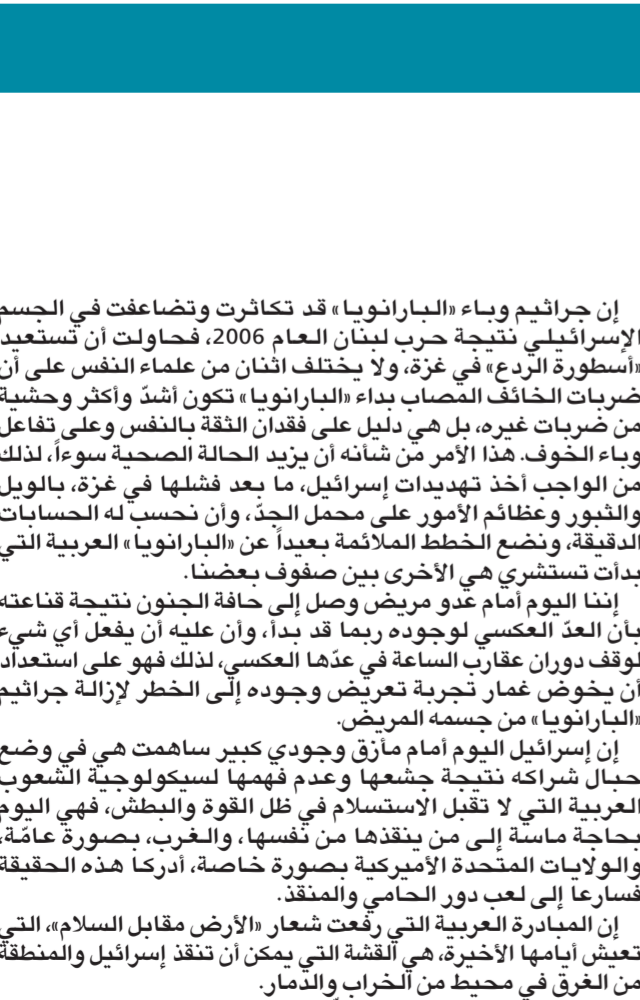 إن جراثيم وباء «البارانويا» قد تكاثرت وتضاعفت في الجسم
الإسرائيلي نتيجة حرب لبنان العام 2006، فحاولت أن تستعيد
«أسطورة الردع» في غزة، ولا يختلف اثنان من علماء النفس على أن
ضربات الخائف المصاب بداء «البارانويا» تكون أشدّ وأكثر وحشية
من ضربات غيره، بل هي دليل على فقدان الثقة بالنفس وعلى تفاعل
وباء الخوف. هذا الأمر من شأنه أن يزيد الحالة الصحية سوءاً، لذلك
من الواجب أخذ تهديدات إسرائيل، ما بعد فشلها في غزة، بالويل
والثبور وعظائم الأمور على محمل الجدّ، وأن نحسب له الحسابات
الدقيقة، ونضع الخطط الملائمة بعيداً عن «البارانويا» العربية التي
بدأت تستشري هي الأخرى بين صفوف بعضنا.
إننا اليوم أمام عدو مريض وصل إلى حافة الجنون نتيجة قناعته
بأن العدّ العكسي لوجوده ربما قد بدأ، وأن عليه أن يفعل أي شيء
لوقف دوران عقارب الساعة في عدّها العكسي، لذلك فهو على استعداد
أن يخوض غمار تجربة تعريض وجوده إلى الخطر لإزالة جراثيم
«البارانويا» من جسمه المريض.
إن إسرائيل اليوم أمام مأزق وجودي كبير ساهمت هي في وضع
حبال شراكه نتيجة جشعها وعدم فهمها لسيكولوجية الشعوب
العربية التي لا تقبل الاستسلام في ظل القوة والبطش، فهي اليوم
بحاجة ماسة إلى من ينقذها من نفسها، والغرب، بصورة عامّة،
والولايات المتحدة الأميركية بصورة خاصة، أدركا هذه الحقيقة
فسارعا إلى لعب دور الحامي والمنقذ.
إن المبادرة العربية التي رفعت شعار «الأرض مقابل السلام»، التي
تعيش أيامها الأخيرة، هي القشة التي يمكن أن تنقذ إسرائيل والمنطقة
من الغرق في محيط من الخراب والدمار.